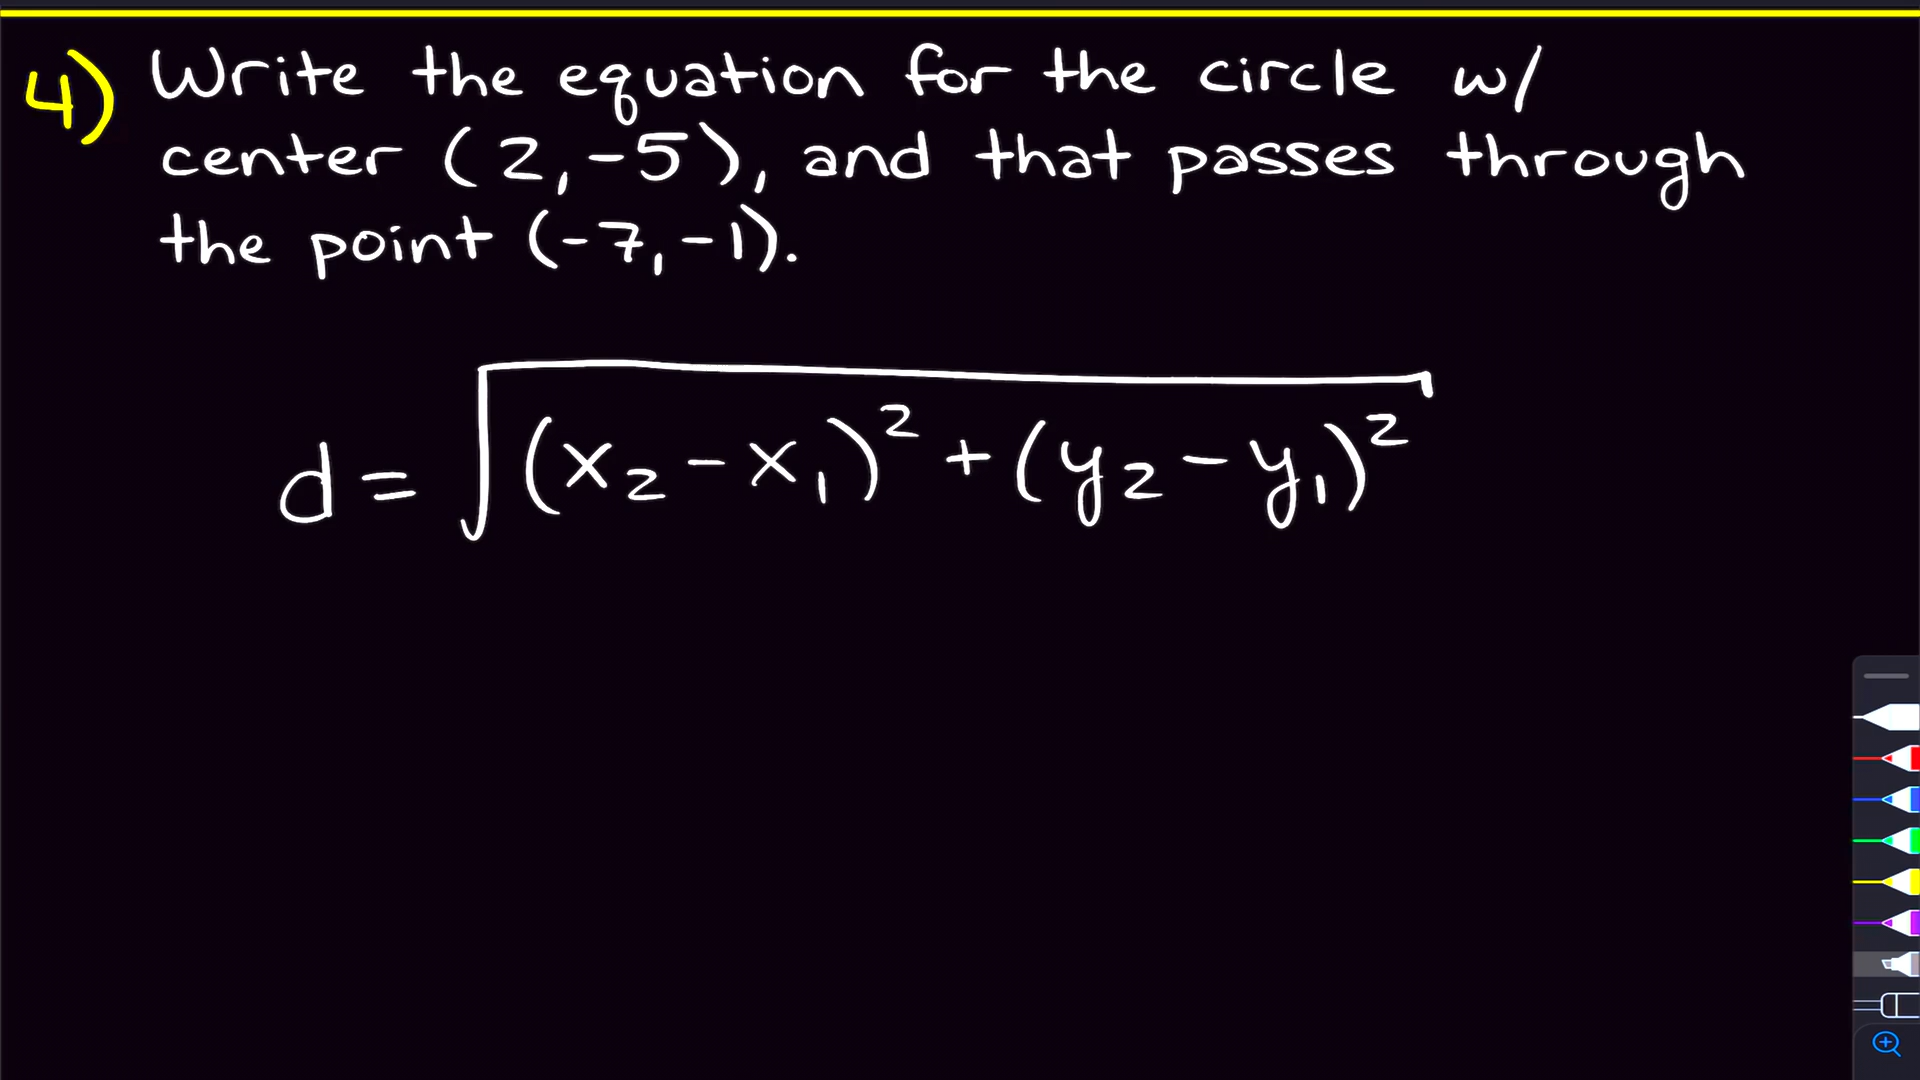 4) Write the equation for the circle w/
center (2,-5), and that passes through
the point (-7,-1).
d = √(x₂ - x₁)² + (y₂ - y₁)²